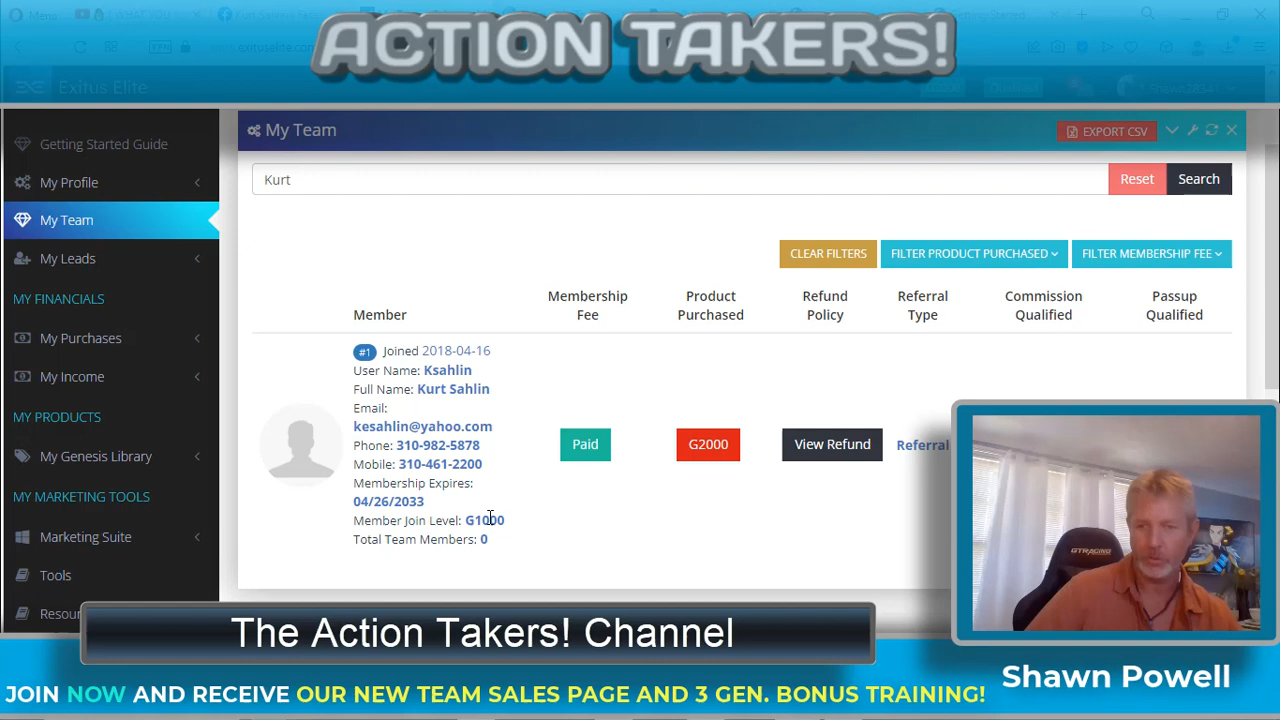 ACTION TAKERS!
Exitus Elite
Getting Started Guide
My Profile
My Team
My Leads
MY FINANCIALS
My Purchases
My Income
MY PRODUCTS
My Genesis Library
MY MARKETING TOOLS
Marketing Suite
Tools
My Team
EXPORT CSV
Kurt
Reset
Search
CLEAR FILTERS
FILTER PRODUCT PURCHASED
FILTER MEMBERSHIP FEE
Member
Membership Fee
Product Purchased
Refund Policy
Referral Type
Commission Qualified
Passup Qualified
#1 Joined 2018-04-16
User Name: Ksahlin
Full Name: Kurt Sahlin
Email:
kesahlin@yahoo.com
Phone: 310-982-5878
Mobile: 310-461-2200
Membership Expires:
04/26/2033
Member Join Level: G1000
Total Team Members: 0
Paid
G2000
View Refund
Referral
GTRACING
The Action Takers! Channel
Shawn Powell
JOIN NOW AND RECEIVE OUR NEW TEAM SALES PAGE AND 3 GEN. BONUS TRAINING!